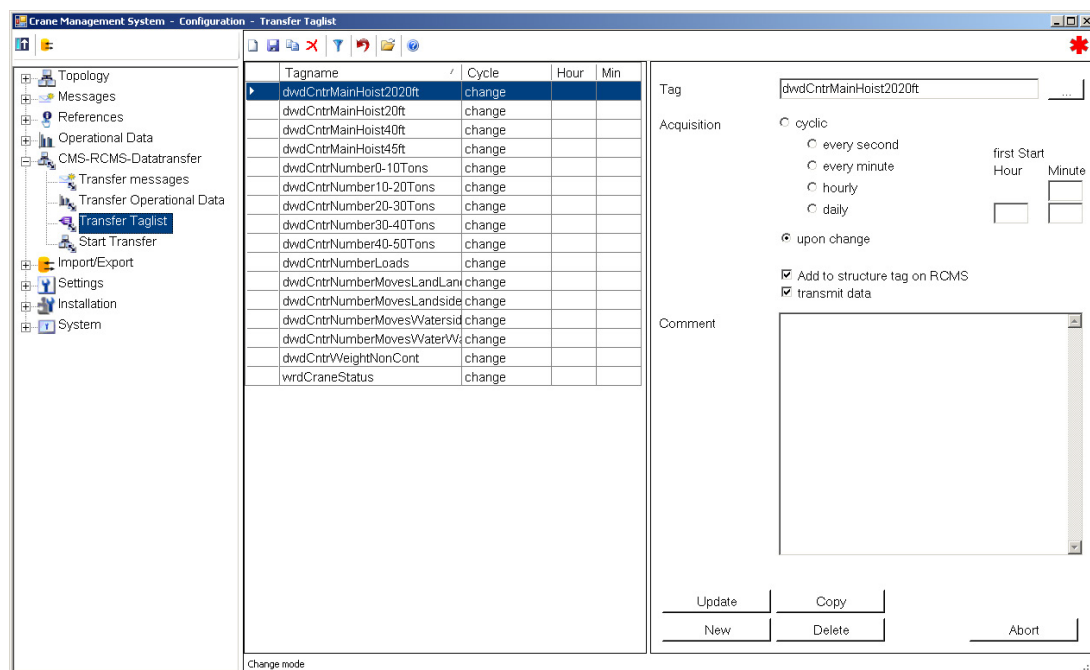 Crane Management System - Configuration - Transfer Taglist
Topology
Messages
References
Operational Data
CMS-RCMS-Datatransfer
Transfer messages
Transfer Operational Data
Transfer Taglist
Start Transfer
Import/Export
Settings
Installation
System
Tagname / Cycle Hour Min
dwdCntrMainHoist2020ft change
dwdCntrMainHoist20ft change
dwdCntrMainHoist40ft change
dwdCntrMainHoist45ft change
dwdCntrNumber0-10Tons change
dwdCntrNumber10-20Tons change
dwdCntrNumber20-30Tons change
dwdCntrNumber30-40Tons change
dwdCntrNumber40-50Tons change
dwdCntrNumberLoads change
dwdCntrNumberMovesLandLan change
dwdCntrNumberMovesLandside change
dwdCntrNumberMovesWatersid change
dwdCntrNumberMovesWaterWa change
dwdCntrWeightNonCont change
wrdCraneStatus change
Tag dwdCntrMainHoist2020ft ...
Acquisition cyclic
every second
every minute
hourly
daily
first Start
Hour Minute
upon change
Add to structure tag on RCMS
transmit data
Comment
Update Copy
New Delete Abort
Change mode